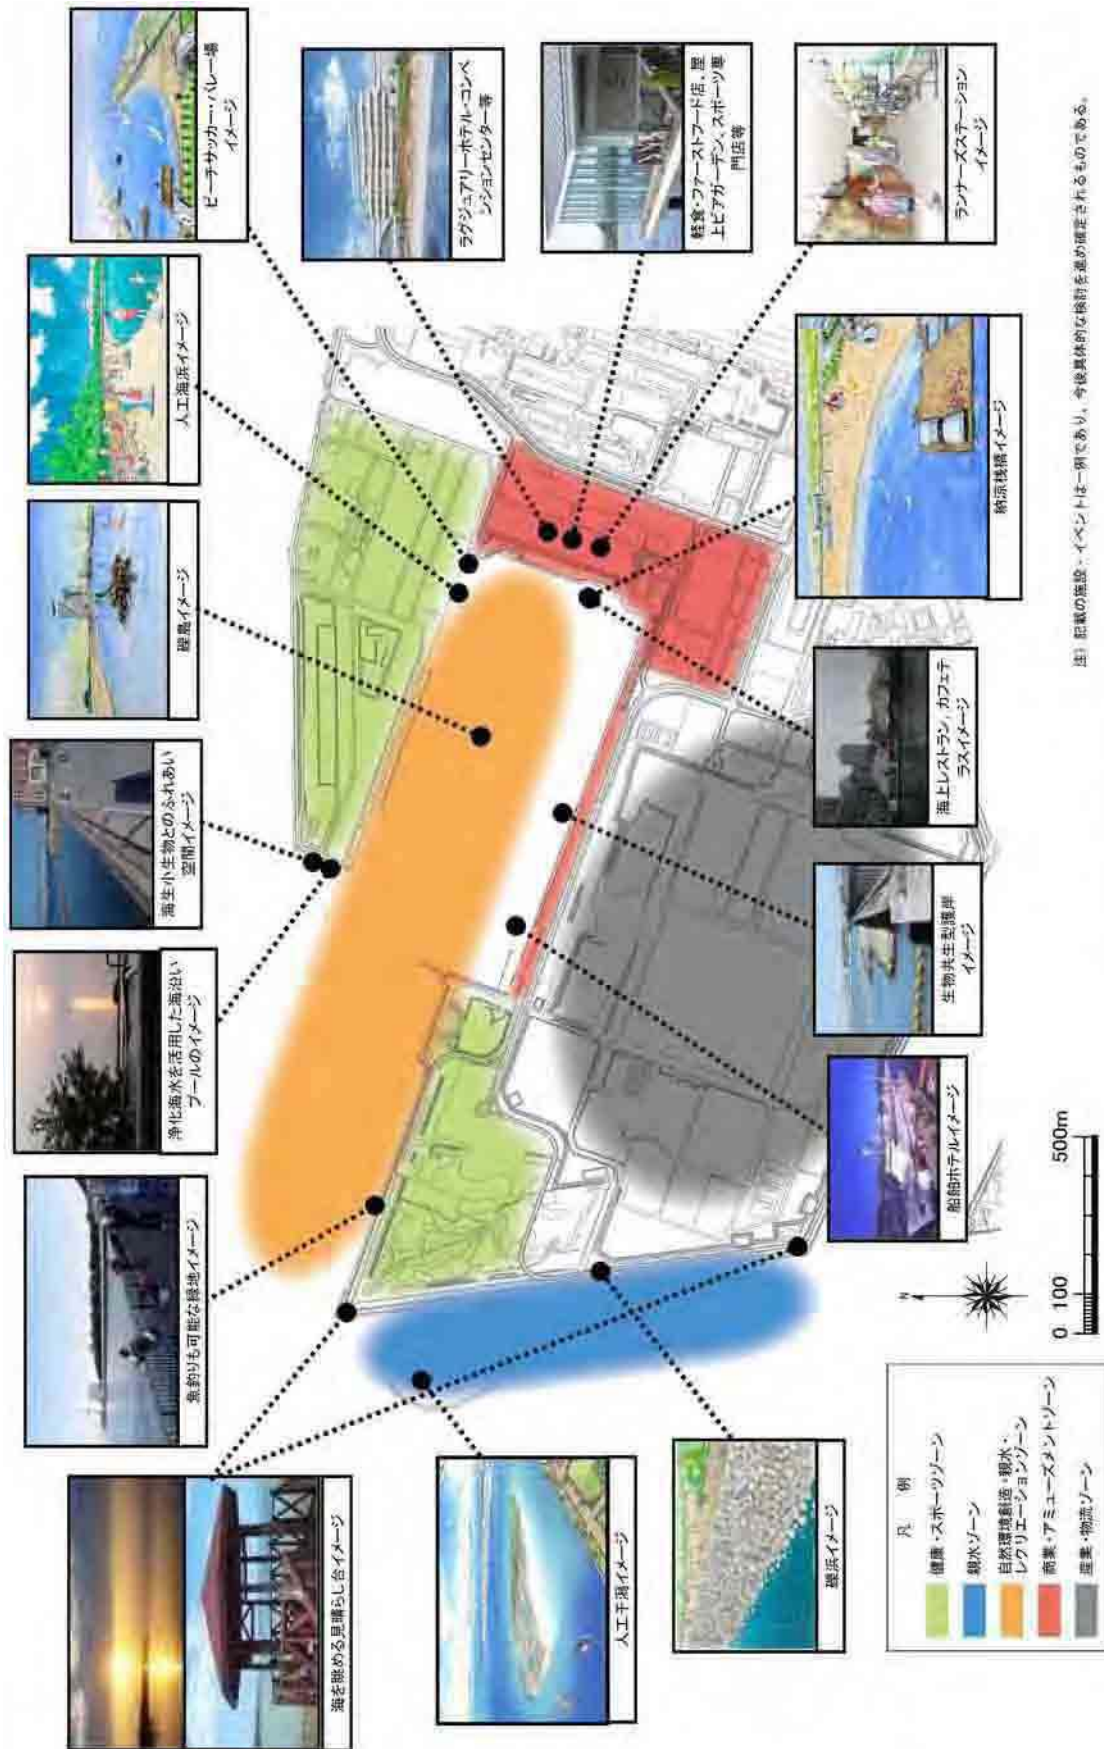 海を眺める見晴らし台イメージ
魚釣りも可能な緑地イメージ
浄化海水を活用した海沿い
プールのイメージ
海生小生物とのふれあい
空間イメージ
礫島イメージ
人工海浜イメージ
ビーチサッカー・バレー場
イメージ
ラグジュアリーホテル・コンベ
ンションセンター等
軽食・ファーストフード店、屋
上ビアガーデン、スポーツ専
門店等
ランナーズステーション
イメージ
人工干潟イメージ
礫浜イメージ
船舶ホテルイメージ
生物共生型護岸
イメージ
海上レストラン,カフェテ
ラスイメージ
納涼桟橋イメージ
凡 例
健康・スポーツゾーン
親水ゾーン
自然環境創造・親水・
レクリエーションゾーン
商業・アミューズメントゾーン
産業・物流ゾーン
N
0 100 500m
注) 記載の施設・イベントは一例であり、今後具体的な検討を進め確定されるものである。